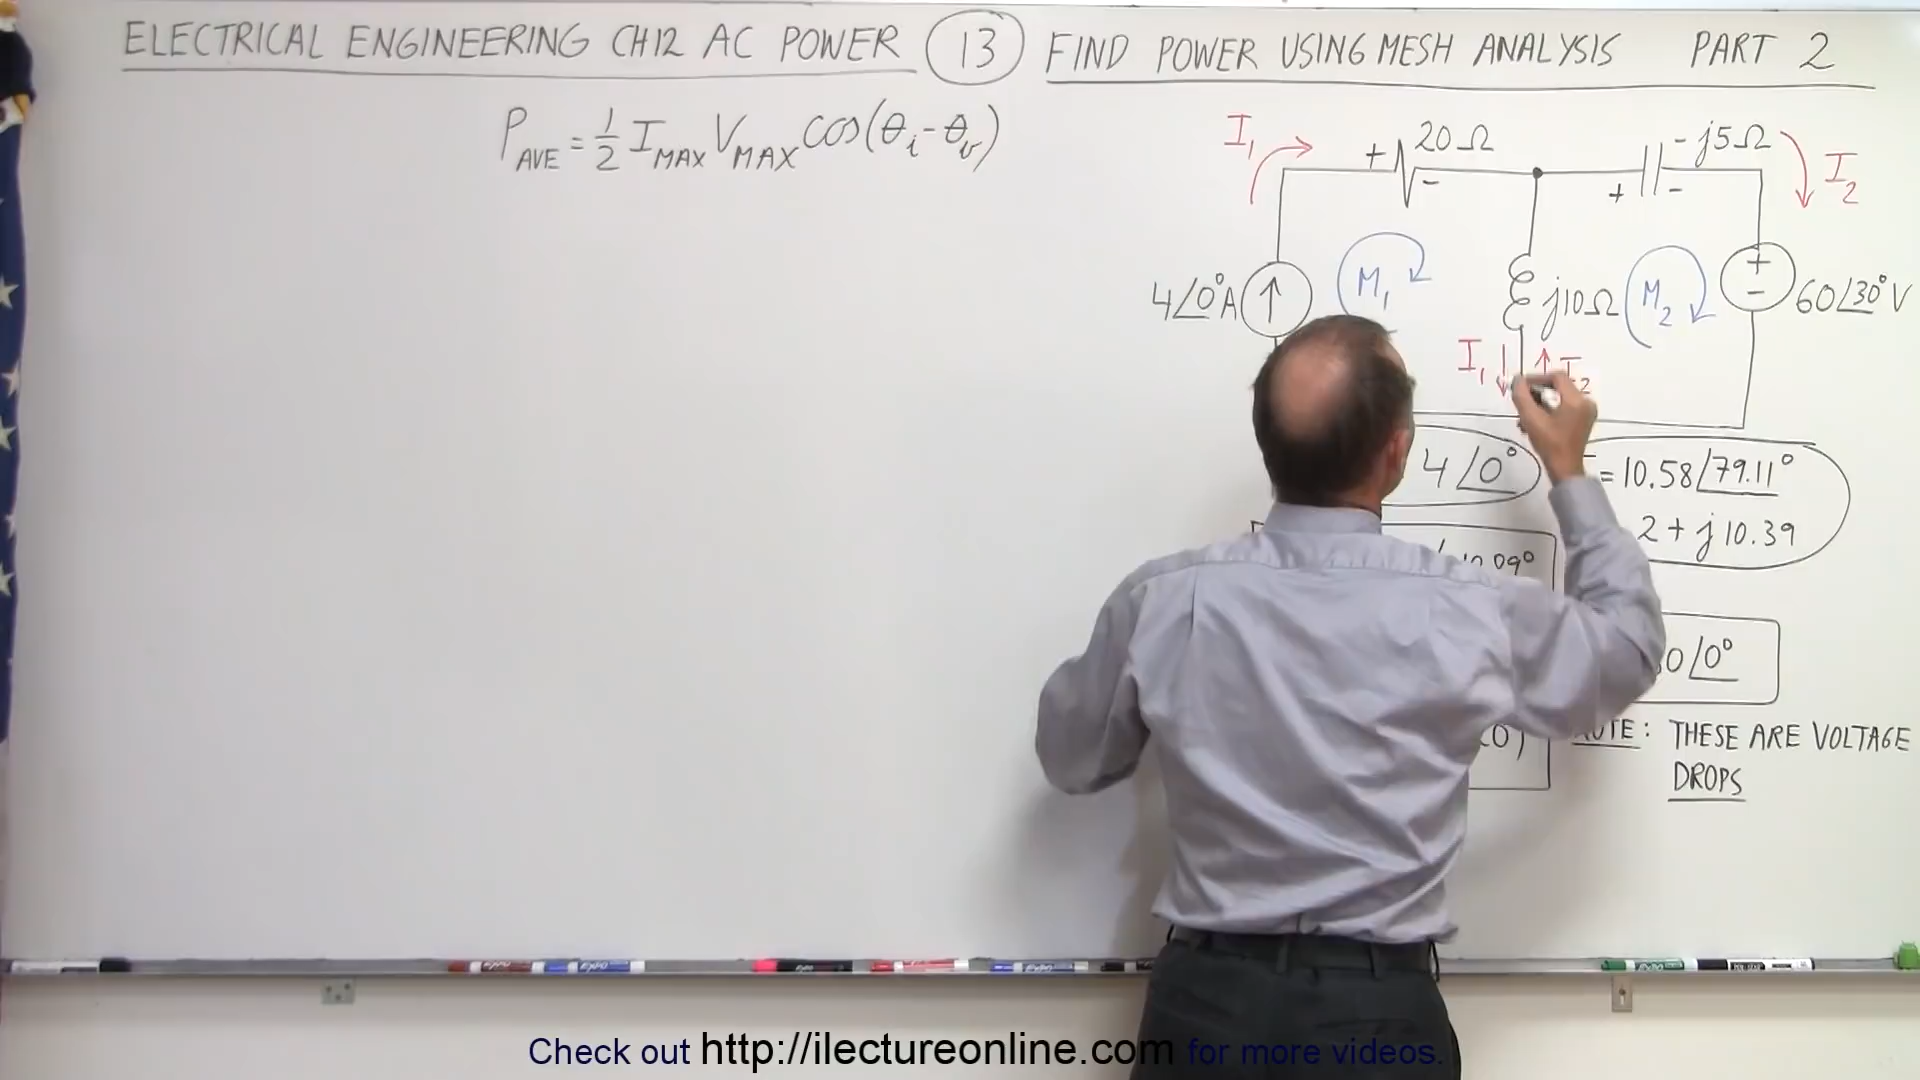 ELECTRICAL ENGINEERING CH12 AC POWER 13 FIND POWER USING MESH ANALYSIS PART 2
P_AVE = 1/2 I_MAX V_MAX cos(θ_i - θ_v)
I_1
+ 20Ω -
+ -j5Ω -
I_2
4∠0°A
M_1
j10Ω
M_2
+ -
60∠30°V
I_1
I_2
4∠0°
= 10.58∠79.11°
2 + j10.39
.09°
0∠0°
NOTE: THESE ARE VOLTAGE
DROPS
Check out http://ilectureonline.com for more videos.